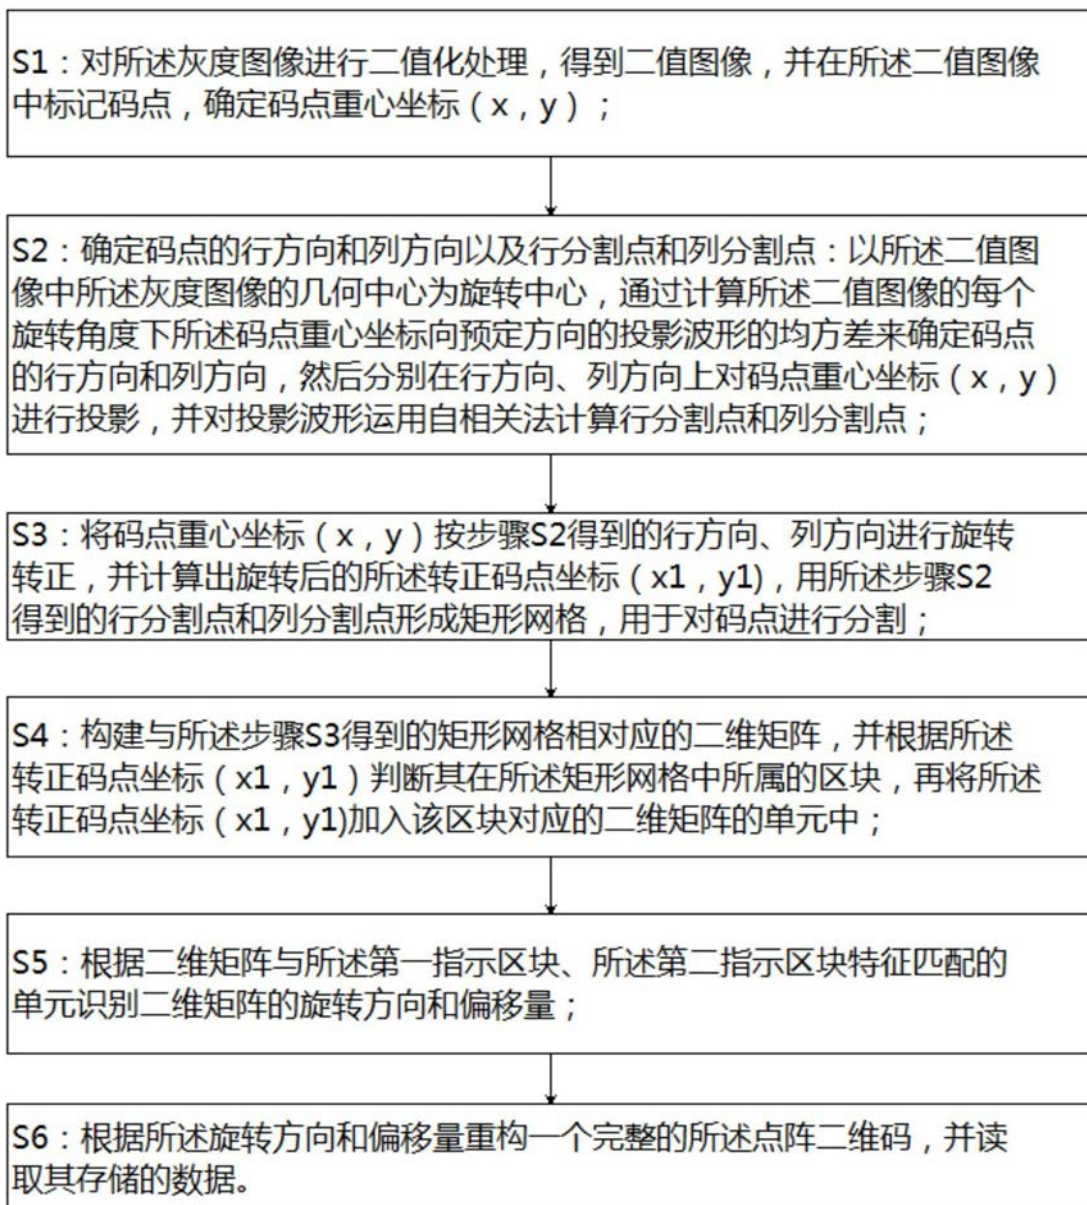 S1：对所述灰度图像进行二值化处理，得到二值图像，并在所述二值图像
中标记码点，确定码点重心坐标（x，y）；
S2：确定码点的行方向和列方向以及行分割点和列分割点：以所述二值图
像中所述灰度图像的几何中心为旋转中心，通过计算所述二值图像的每个
旋转角度下所述码点重心坐标向预定方向的投影波形的均方差来确定码点
的行方向和列方向，然后分别在行方向、列方向上对码点重心坐标（x，y）
进行投影，并对投影波形运用自相关法计算行分割点和列分割点；
S3：将码点重心坐标（x，y）按步骤S2得到的行方向、列方向进行旋转
转正，并计算出旋转后的所述转正码点坐标（x1，y1)，用所述步骤S2
得到的行分割点和列分割点形成矩形网格，用于对码点进行分割；
S4：构建与所述步骤S3得到的矩形网格相对应的二维矩阵，并根据所述
转正码点坐标（x1，y1）判断其在所述矩形网格中所属的区块，再将所述
转正码点坐标（x1，y1)加入该区块对应的二维矩阵的单元中；
S5：根据二维矩阵与所述第一指示区块、所述第二指示区块特征匹配的
单元识别二维矩阵的旋转方向和偏移量；
S6：根据所述旋转方向和偏移量重构一个完整的所述点阵二维码，并读
取其存储的数据。